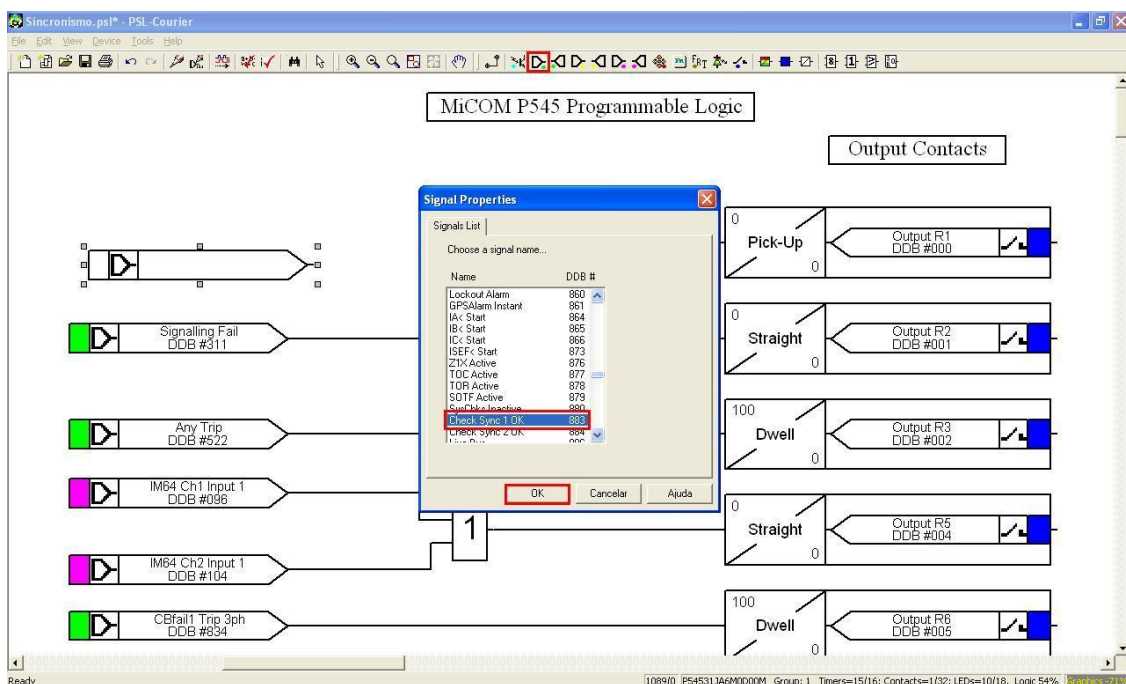 Sincronismo.psl* - PSL-Courier
File Edit View Device Tools Help
MiCOM P545 Programmable Logic
Output Contacts
Signal Properties
Signals List
Choose a signal name...
Name DDB #
Lockout Alarm 860
GPSAlarm Instant 861
IA< Start 864
IB< Start 865
IC< Start 866
ISEF< Start 873
Z1X Active 876
TOC Active 877
TOR Active 878
SOTF Active 879
SysChks Inactive 880
Check Sync 1 OK 883
Check Sync 2 OK 884
OK Cancelar Ajuda
0
Pick-Up
0
Output R1
DDB #000
Signalling Fail
DDB #311
0
Straight
0
Output R2
DDB #001
Any Trip
DDB #522
100
Dwell
0
Output R3
DDB #002
IM64 Ch1 Input 1
DDB #096
1
0
Straight
0
Output R5
DDB #004
IM64 Ch2 Input 1
DDB #104
CBfail1 Trip 3ph
DDB #834
100
Dwell
0
Output R6
DDB #005
Ready
1089/0 P54531JA6M0D00M Group: 1 Timers=15/16; Contacts=1/32; LEDs=10/18, Logic 54% Graphics -71%